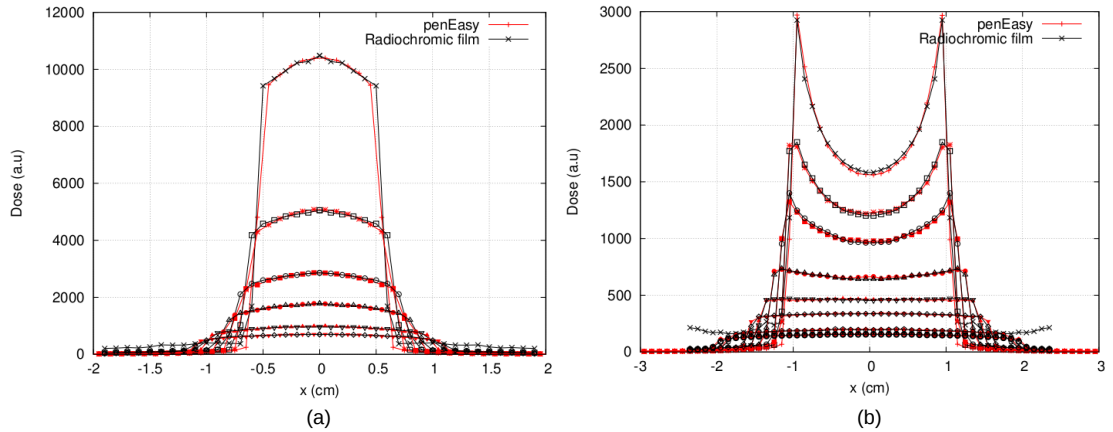 12000
10000
8000
6000
4000
2000
0
Dose (a.u)
penEasy
Radiochromic film
-2 -1.5 -1 -0.5 0 0.5 1 1.5 2
x (cm)
(a)
3000
2500
2000
1500
1000
500
0
Dose (a.u)
penEasy
Radiochromic film
-3 -2 -1 0 1 2 3
x (cm)
(b)